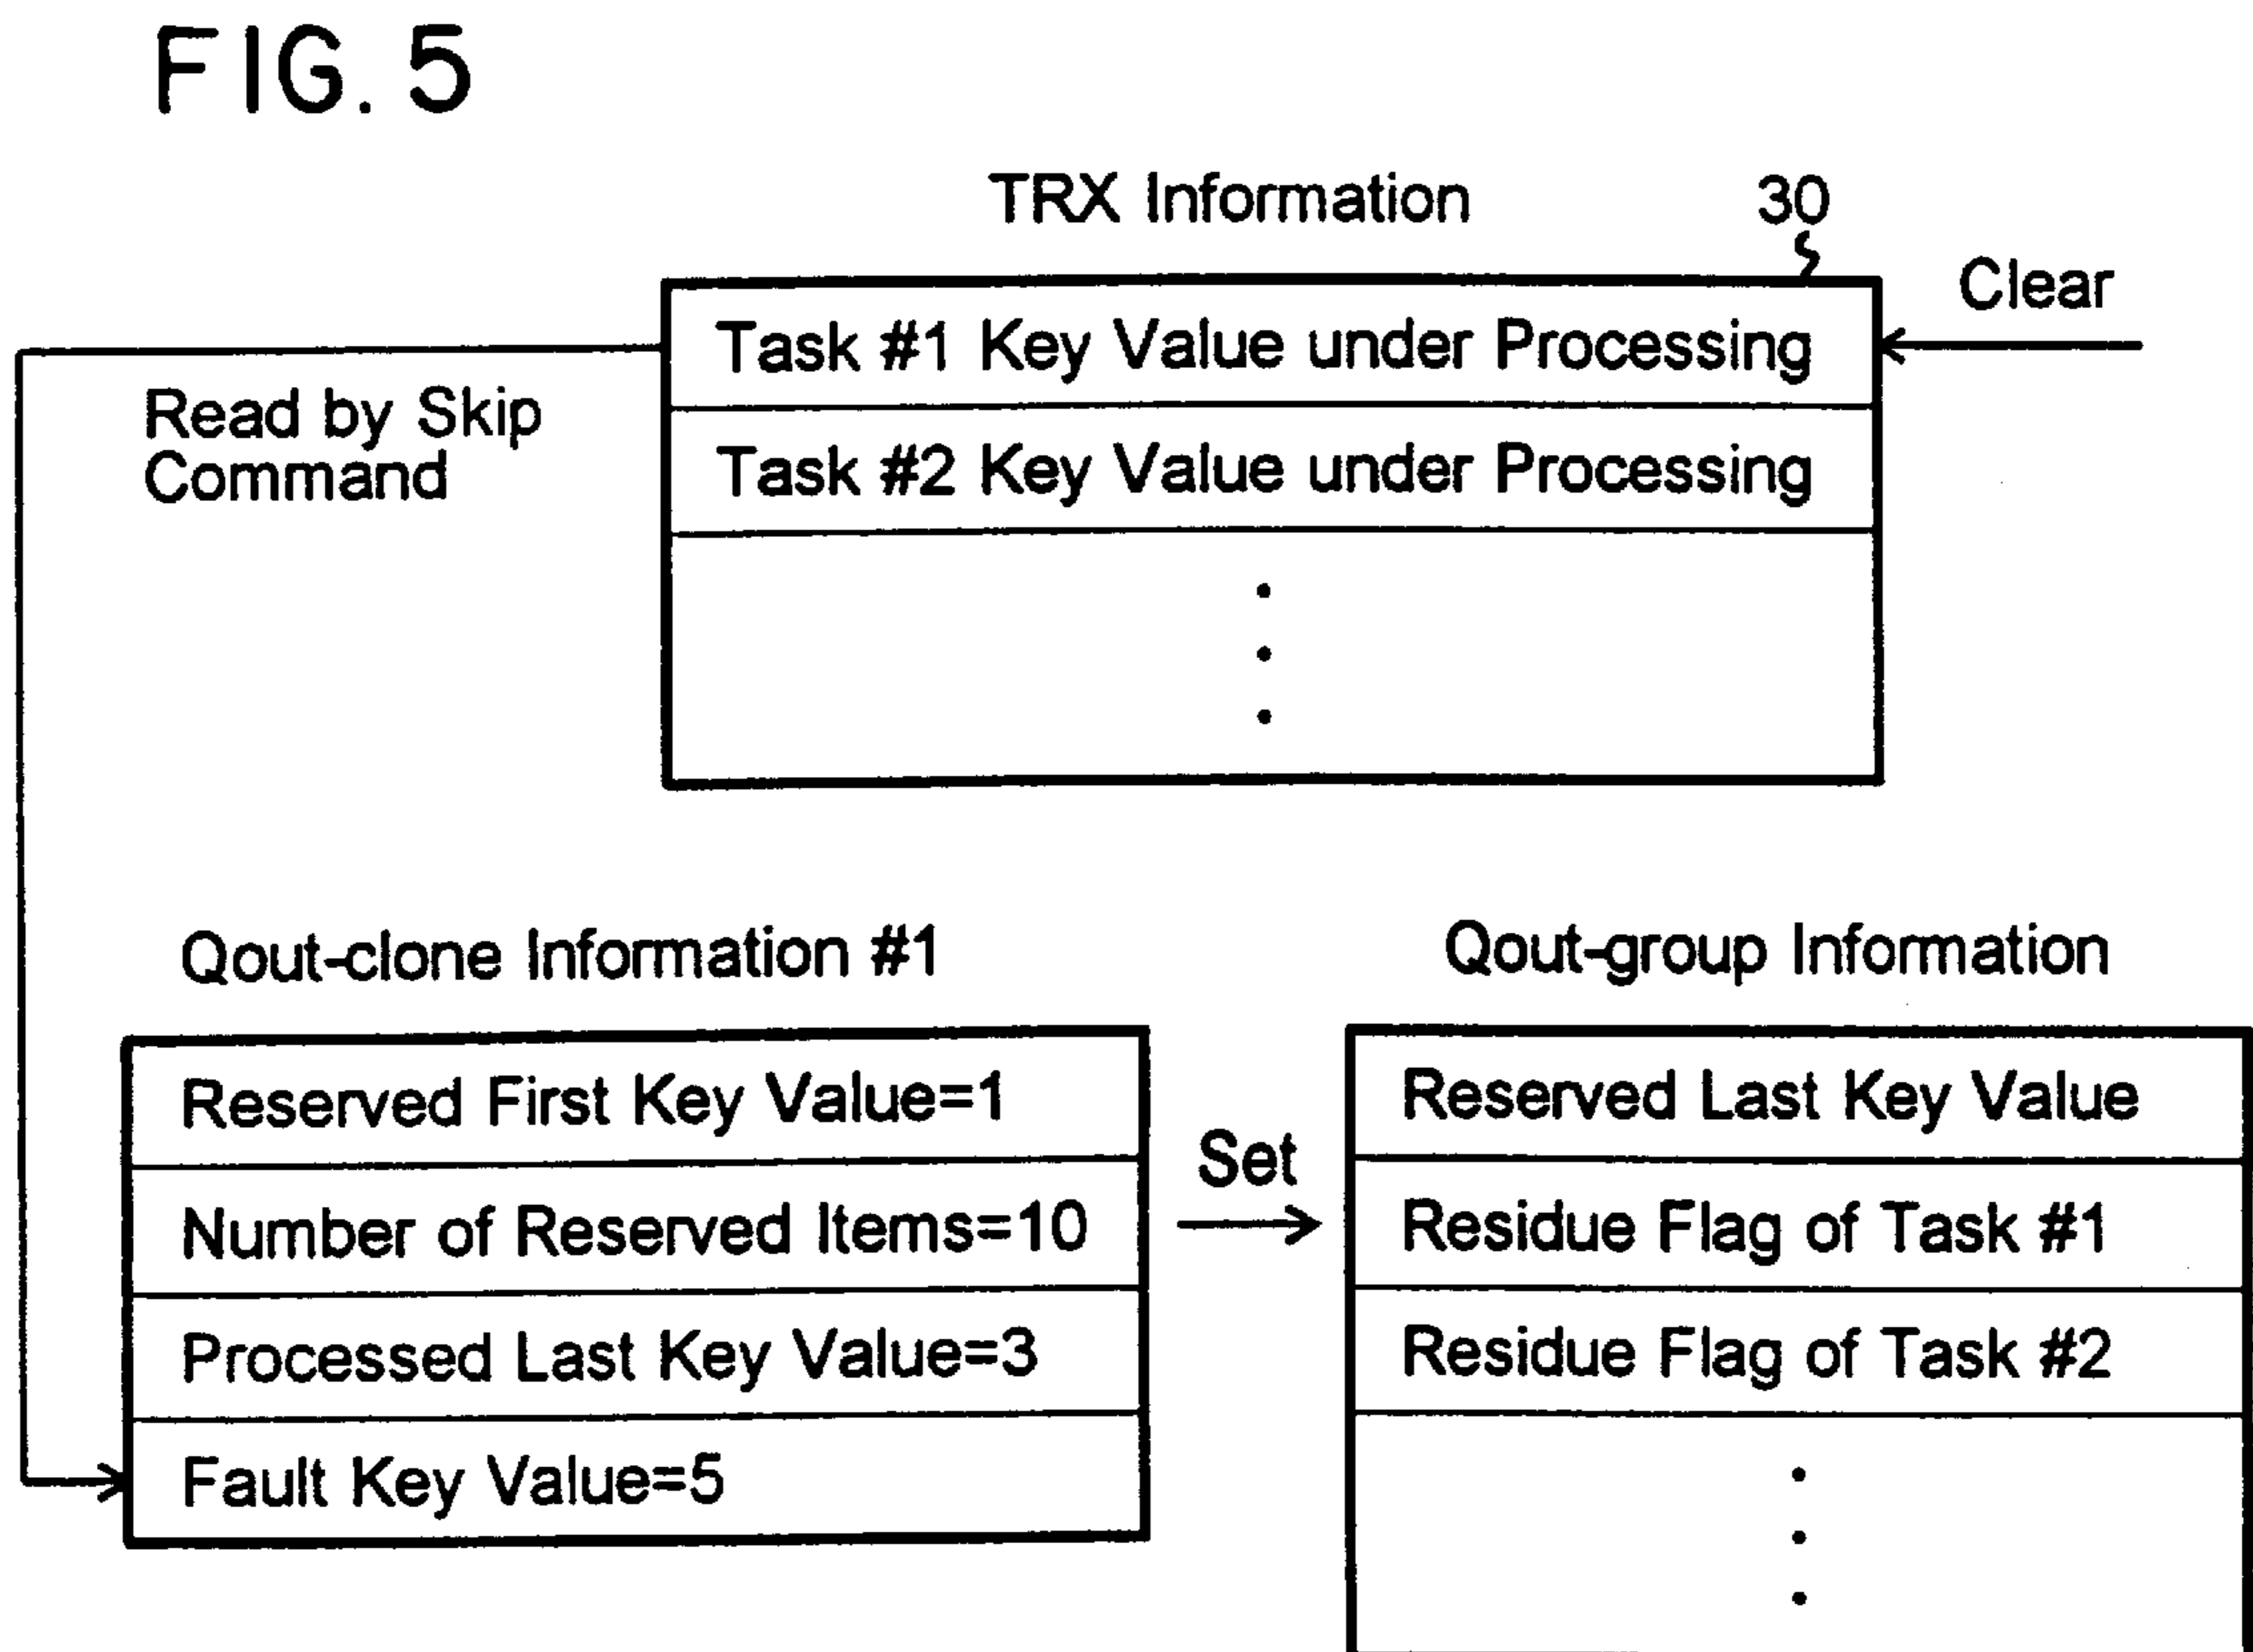 FIG. 5
TRX Information
30
Clear
Task #1 Key Value under Processing
Read by Skip
Command
Task #2 Key Value under Processing
Qout-clone Information #1
Qout-group Information
Reserved First Key Value=1
Reserved Last Key Value
Set
Number of Reserved Items=10
Residue Flag of Task #1
Processed Last Key Value=3
Residue Flag of Task #2
Fault Key Value=5